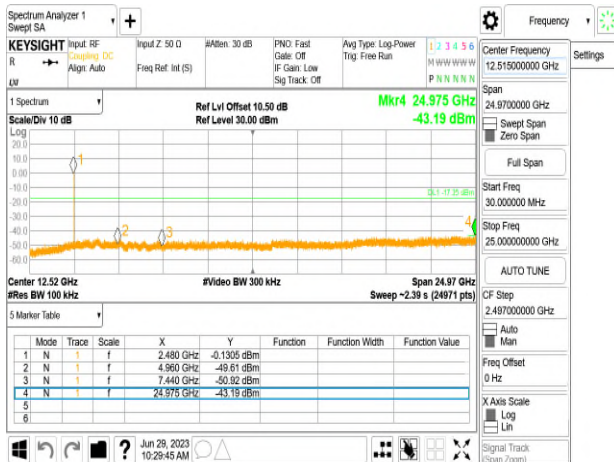 Spectrum Analyzer 1
Swept SA
Frequency
KEYSIGHT
Input: RF
Coupling: DC
Align: Auto
Input Z: 50 Ω
Freq Ref: Int (S)
#Atten: 30 dB
PNO: Fast
Gate: Off
IF Gain: Low
Sig Track: Off
Avg Type: Log-Power
Trig: Free Run
1 2 3 4 5 6
M W W W W W
P N N N N N
R
LXI
1 Spectrum
Scale/Div 10 dB
Ref Lvl Offset 10.50 dB
Ref Level 30.00 dBm
Mkr4 24.975 GHz
-43.19 dBm
Log
20.0
10.0
0.00
-10.0
-20.0
-30.0
-40.0
-50.0
-60.0
1
2
3
4
DL1 -17.35 dBm
Center 12.52 GHz
#Video BW 300 kHz
Span 24.97 GHz
#Res BW 100 kHz
Sweep ~2.39 s (24971 pts)
5 Marker Table
Mode Trace Scale X Y Function Function Width Function Value
1 N 1 f 2.480 GHz -0.1305 dBm
2 N 1 f 4.960 GHz -49.61 dBm
3 N 1 f 7.440 GHz -50.92 dBm
4 N 1 f 24.975 GHz -43.19 dBm
5
6
Jun 29, 2023
10:29:45 AM
?
Center Frequency
12.515000000 GHz
Settings
Span
24.9700000 GHz
Swept Span
Zero Span
Full Span
Start Freq
30.000000 MHz
Stop Freq
25.000000000 GHz
AUTO TUNE
CF Step
2.497000000 GHz
Auto
Man
Freq Offset
0 Hz
X Axis Scale
Log
Lin
Signal Track
(Span Zoom)